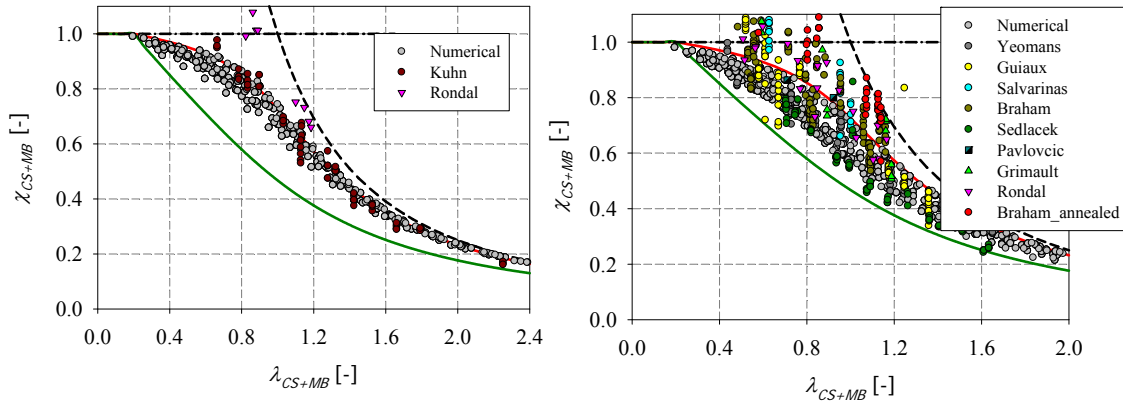 1.0
0.8
0.6
0.4
0.2
0.0
χCS+MB [-]
0.0 0.4 0.8 1.2 1.6 2.0 2.4
λCS+MB [-]
Numerical
Kuhn
Rondal
1.0
0.8
0.6
0.4
0.2
0.0
χCS+MB [-]
0.0 0.4 0.8 1.2 1.6 2.0
λCS+MB [-]
Numerical
Yeomans
Guiaux
Salvarinas
Braham
Sedlacek
Pavlovcic
Grimault
Rondal
Braham_annealed